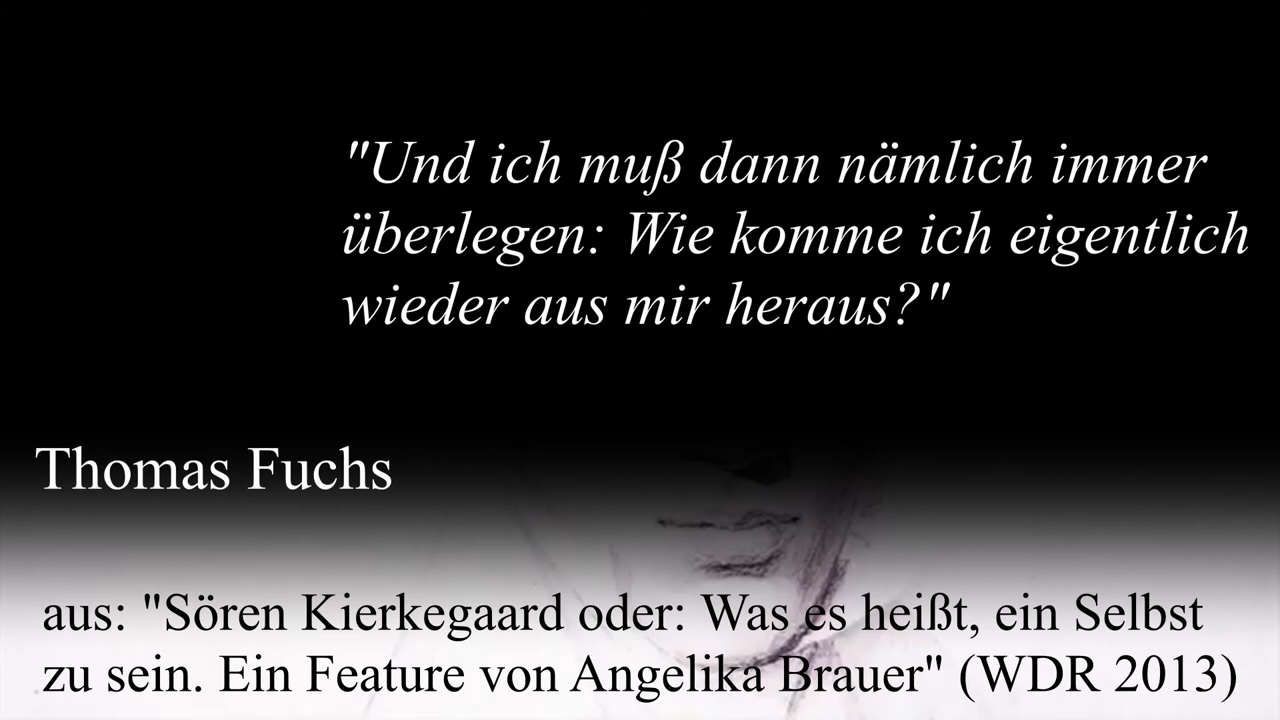 "Und ich muß dann nämlich immer
überlegen: Wie komme ich eigentlich
wieder aus mir heraus?"
Thomas Fuchs
aus: "Sören Kierkegaard oder: Was es heißt, ein Selbst
zu sein. Ein Feature von Angelika Brauer" (WDR 2013)